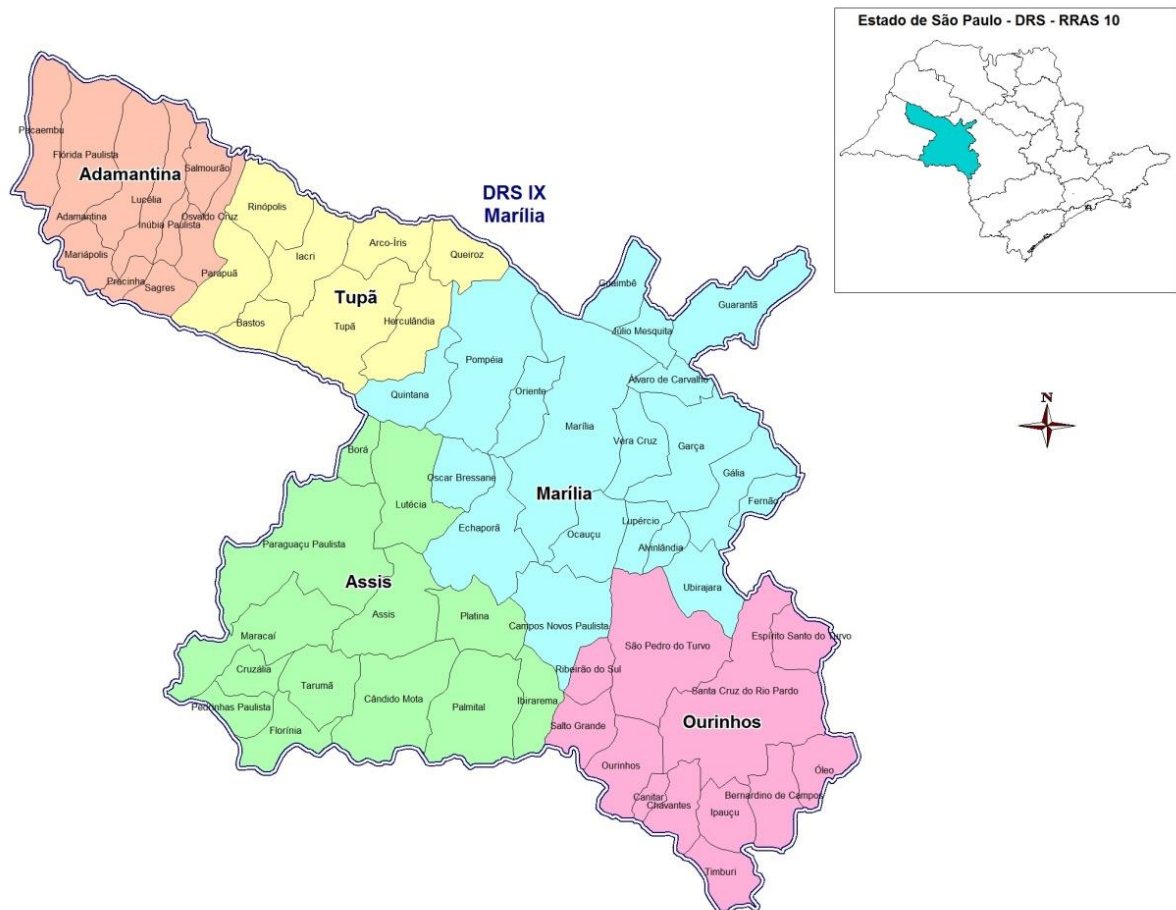 Estado de São Paulo - DRS - RRAS 10
DRS IX
Marília
N
Pacaembu
Flórida Paulista
Adamantina
Salmourão
Lucélia
Adamantina
Inúbia Paulista
Osvaldo Cruz
Mariápolis
Pracinha
Sagres
Parapuã
Rinópolis
Iacri
Arco-Íris
Queiroz
Tupã
Bastos
Tupã
Herculândia
Guaimbê
Guarantã
Júlio Mesquita
Pompéia
Quintana
Oriente
Álvaro de Carvalho
Marília
Vera Cruz
Garça
Gália
Fernão
Oscar Bressane
Marília
Echaporã
Ocauçu
Lupércio
Alvinlândia
Ubirajara
Campos Novos Paulista
Borá
Lutécia
Paraguaçu Paulista
Assis
Assis
Platina
Maracaí
Cruzália
Tarumã
Pedrinhas Paulista
Florínia
Cândido Mota
Palmital
Ibirarema
Espírito Santo do Turvo
São Pedro do Turvo
Ribeirão do Sul
Santa Cruz do Rio Pardo
Salto Grande
Ourinhos
Ourinhos
Óleo
Canitar
Chavantes
Bernardino de Campos
Ipauçu
Timburi